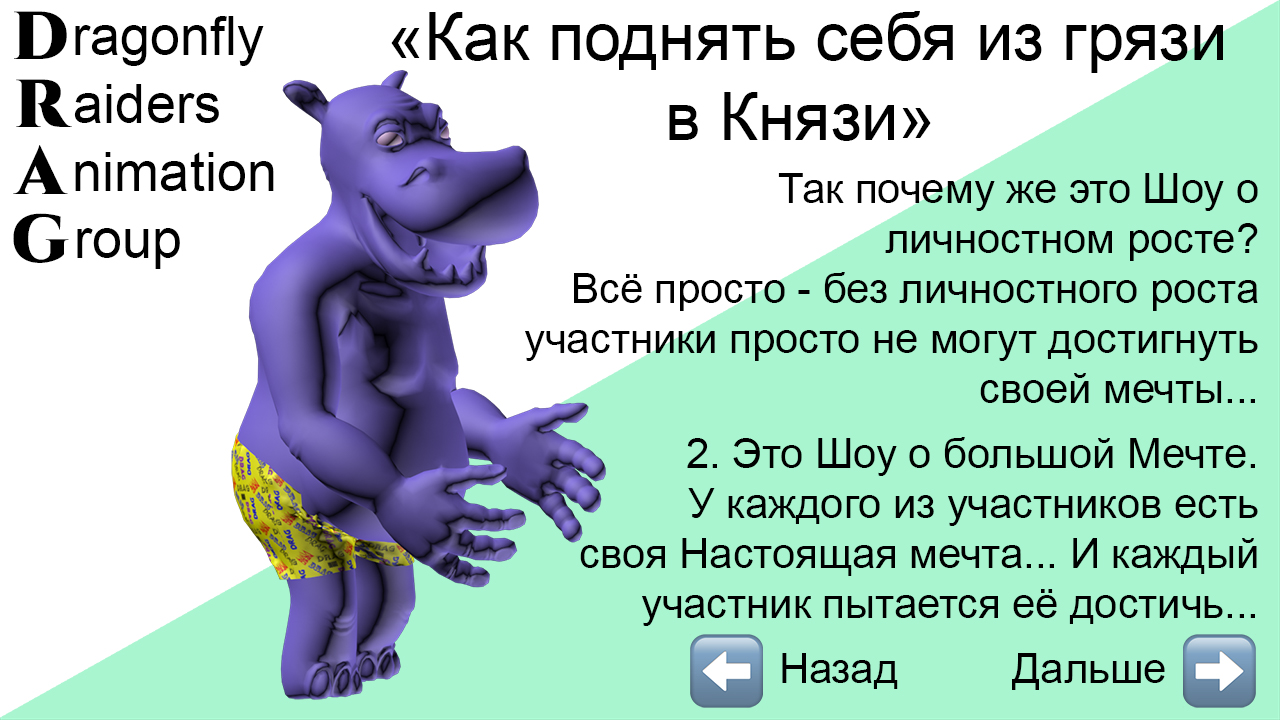 Dragonfly
Raiders
Animation
Group
«Как поднять себя из грязи
в Князи»
Так почему же это Шоу о
личностном росте?
Всё просто - без личностного роста
участники просто не могут достигнуть
своей мечты...
2. Это Шоу о большой Мечте.
У каждого из участников есть
своя Настоящая мечта... И каждый
участник пытается её достичь...
Назад
Дальше